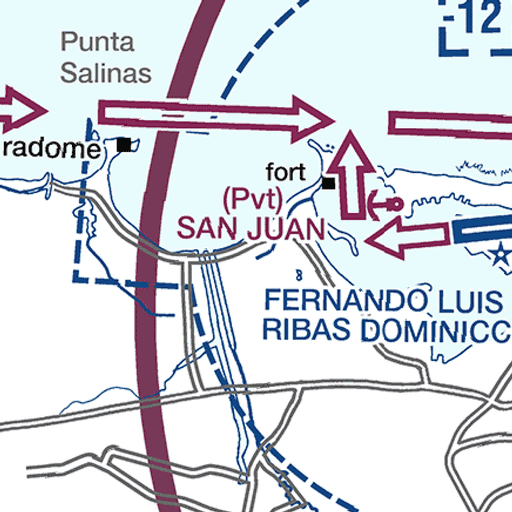 -12
Punta
Salinas
radome
fort
(Pvt)
SAN JUAN
FERNANDO LUIS
RIBAS DOMINICC